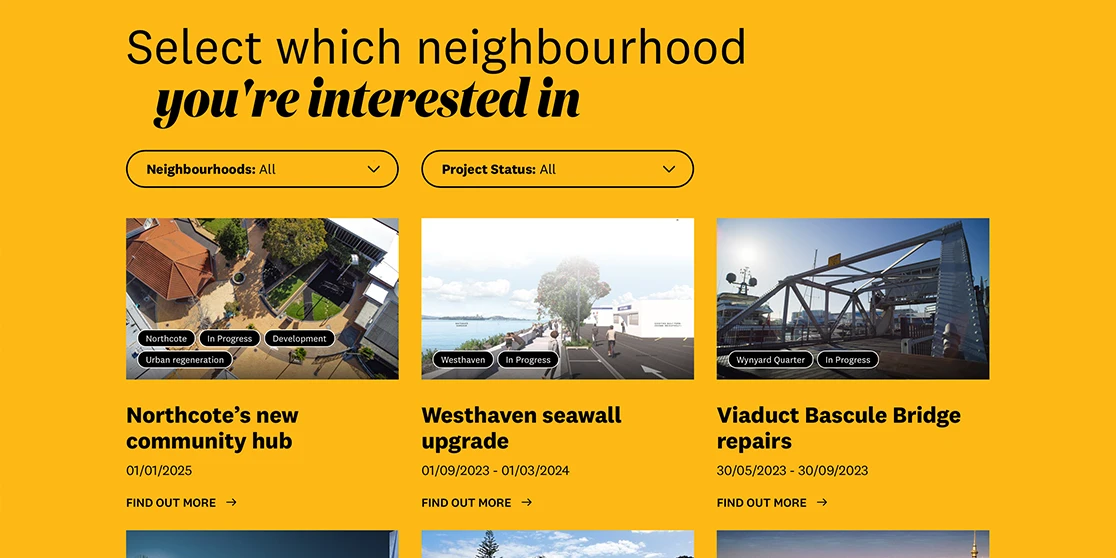 Select which neighbourhood
you're interested in
Neighbourhoods: All
Project Status: All
Northcote
In Progress
Development
Urban regeneration
Westhaven
In Progress
Wynyard Quarter
In Progress
Northcote’s new
community hub
01/01/2025
FIND OUT MORE →
Westhaven seawall
upgrade
01/09/2023 - 01/03/2024
FIND OUT MORE →
Viaduct Bascule Bridge
repairs
30/05/2023 - 30/09/2023
FIND OUT MORE →